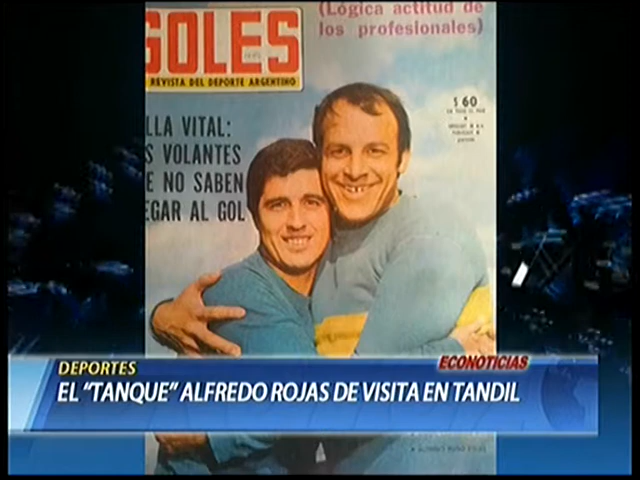 GOLES
REVISTA DEL DEPORTE ARGENTINO
(Lógica actitud de
los profesionales)
$ 60
LLA VITAL:
S VOLANTES
E NO SABEN
EGAR AL GOL
DEPORTES
ECONOTICIAS
EL “TANQUE” ALFREDO ROJAS DE VISITA EN TANDIL